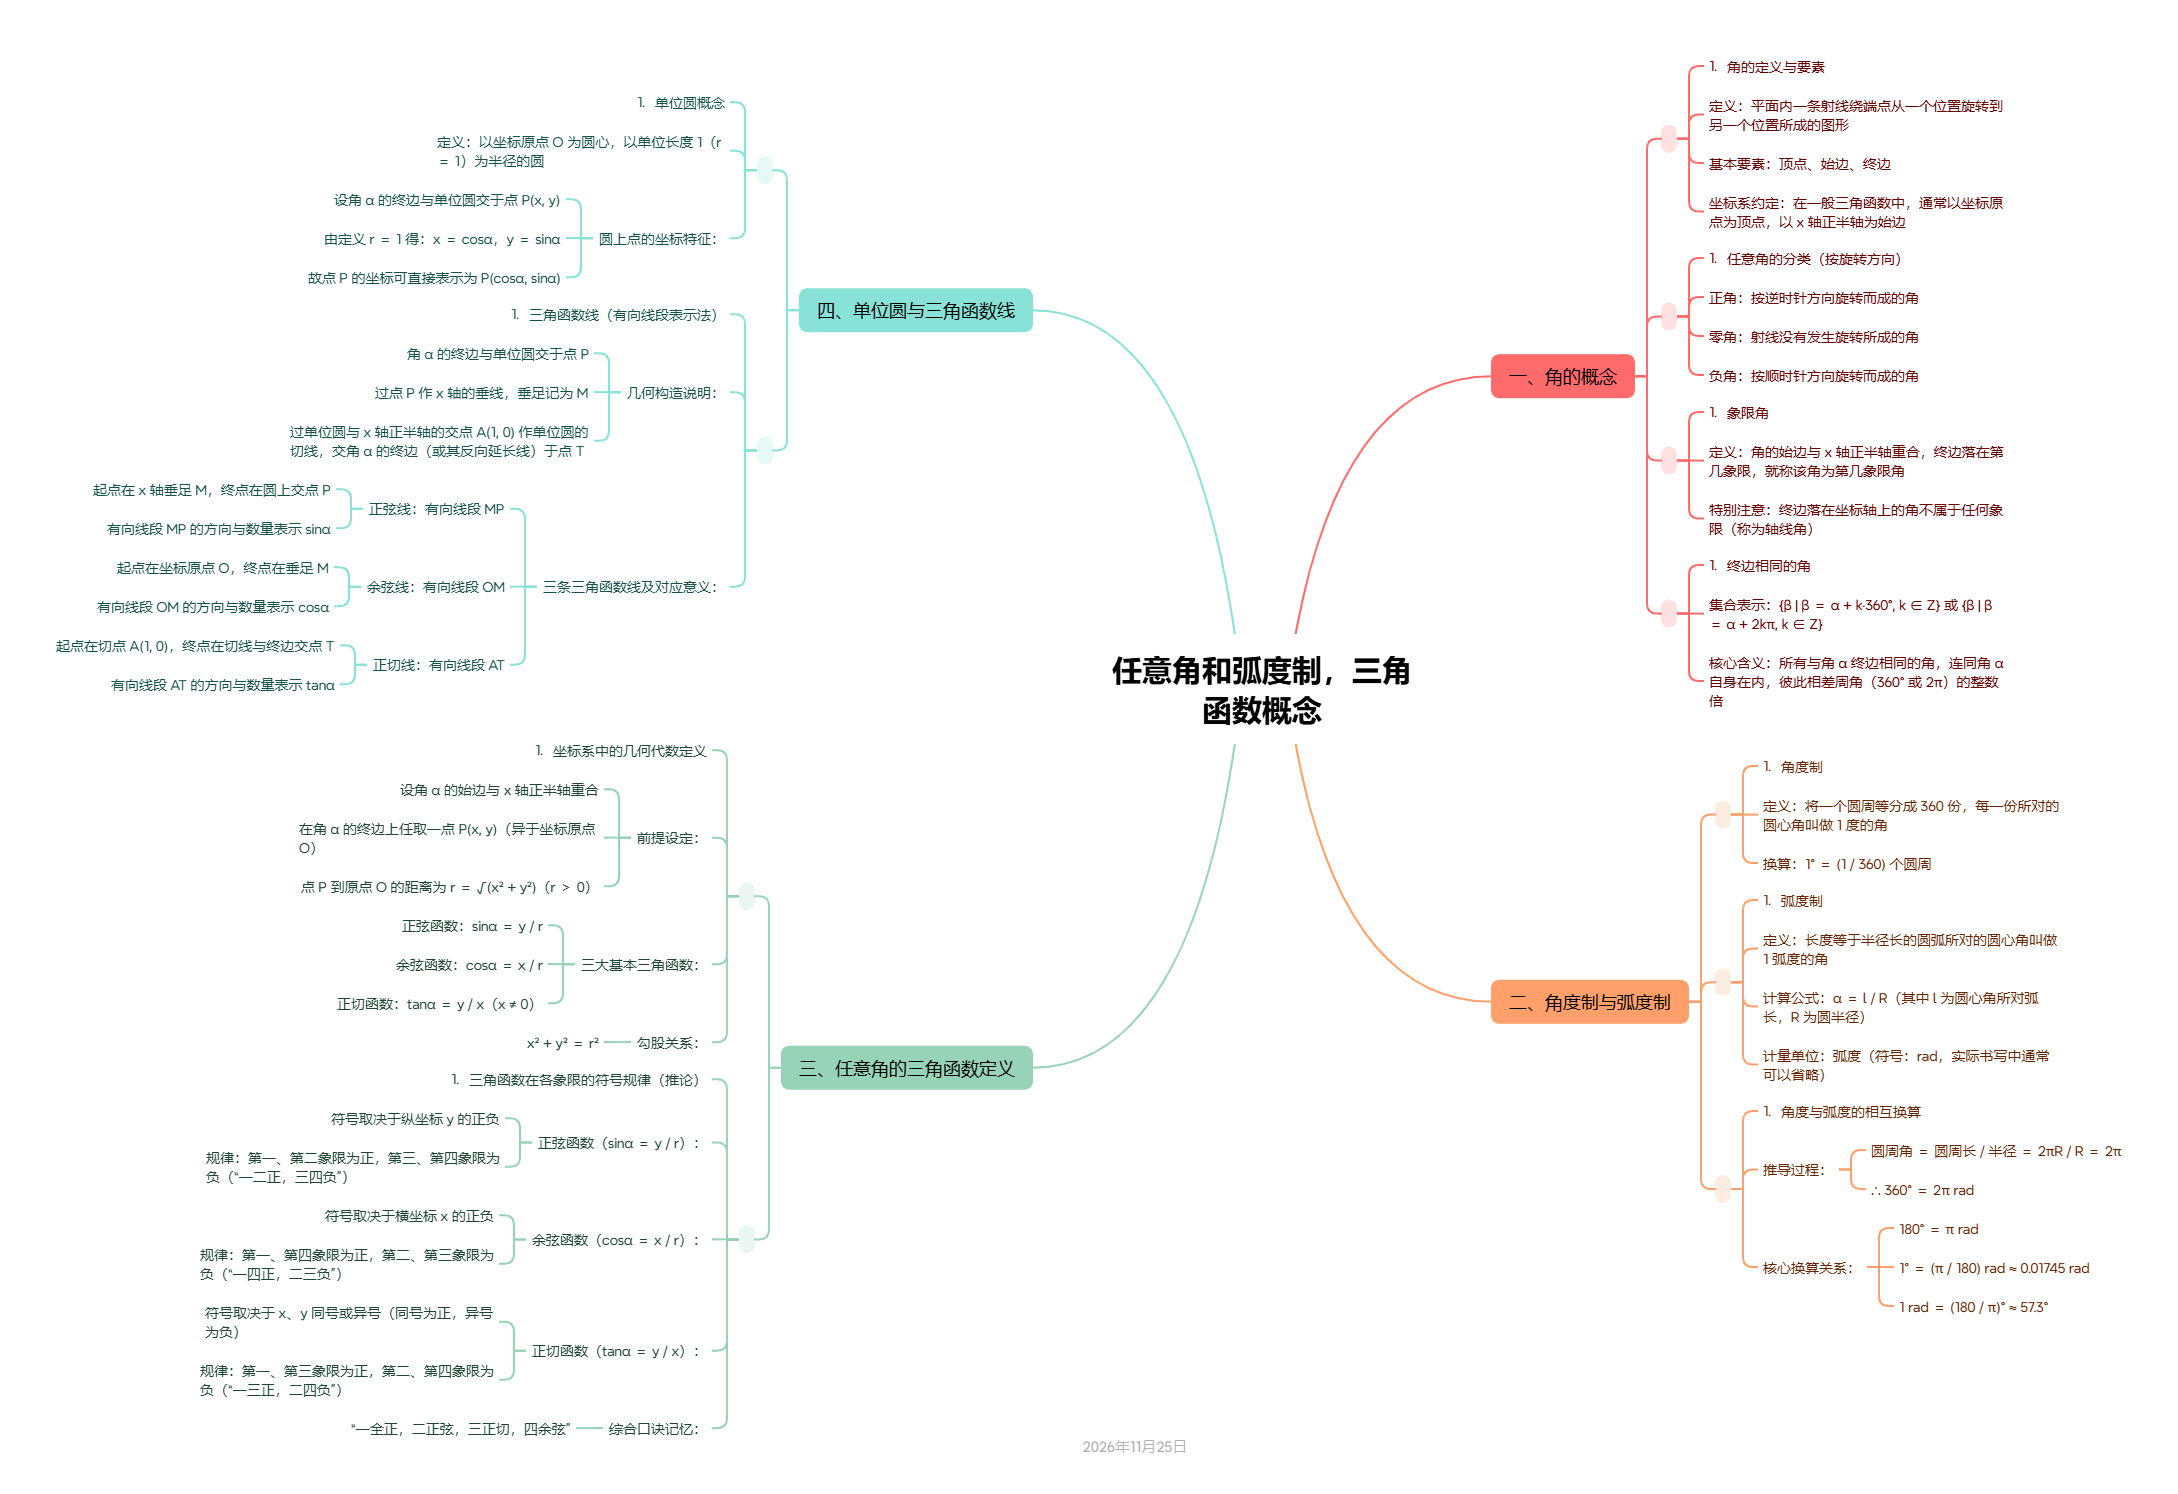 任意角和弧度制，三角
函数概念
一、角的概念
1. 角的定义与要素
定义：平面内一条射线绕端点从一个位置旋转到
另一个位置所成的图形
基本要素：顶点、始边、终边
坐标系约定：在一般三角函数中，通常以坐标原
点为顶点，以 x 轴正半轴为始边
1. 任意角的分类（按旋转方向）
正角：按逆时针方向旋转而成的角
零角：射线没有发生旋转所成的角
负角：按顺时针方向旋转而成的角
1. 象限角
定义：角的始边与 x 轴正半轴重合，终边落在第
几象限，就称该角为第几象限角
特别注意：终边落在坐标轴上的角不属于任何象
限（称为轴线角）
1. 终边相同的角
集合表示：{β | β = α + k·360°, k ∈ Z} 或 {β | β
= α + 2kπ, k ∈ Z}
核心含义：所有与角 α 终边相同的角，连同角 α
自身在内，彼此相差周角（360° 或 2π）的整数
倍
二、角度制与弧度制
1. 角度制
定义：将一个圆周等分成 360 份，每一份所对的
圆心角叫做 1 度的角
换算：1° = (1 / 360) 个圆周
1. 弧度制
定义：长度等于半径长的圆弧所对的圆心角叫做
1 弧度的角
计算公式：α = l / R（其中 l 为圆心角所对弧
长，R 为圆半径）
计量单位：弧度（符号：rad，实际书写中通常
可以省略）
1. 角度与弧度的相互换算
推导过程：
圆周角 = 圆周长 / 半径 = 2πR / R = 2π
∴ 360° = 2π rad
核心换算关系：
180° = π rad
1° = (π / 180) rad ≈ 0.01745 rad
1 rad = (180 / π)° ≈ 57.3°
三、任意角的三角函数定义
1. 坐标系中的几何代数定义
前提设定：
设角 α 的始边与 x 轴正半轴重合
在角 α 的终边上任取一点 P(x, y)（异于坐标原点
O）
点 P 到原点 O 的距离为 r = √(x² + y²)（r > 0）
三大基本三角函数：
正弦函数：sinα = y / r
余弦函数：cosα = x / r
正切函数：tanα = y / x（x ≠ 0）
勾股关系：
x² + y² = r²
1. 三角函数在各象限的符号规律（推论）
正弦函数（sinα = y / r）：
符号取决于纵坐标 y 的正负
规律：第一、第二象限为正，第三、第四象限为
负（“一二正，三四负”）
余弦函数（cosα = x / r）：
符号取决于横坐标 x 的正负
规律：第一、第四象限为正，第二、第三象限为
负（“一四正，二三负”）
正切函数（tanα = y / x）：
符号取决于 x、y 同号或异号（同号为正，异号
为负）
规律：第一、第三象限为正，第二、第四象限为
负（“一三正，二四负”）
综合口诀记忆：
“一全正，二正弦，三正切，四余弦”
四、单位圆与三角函数线
1. 单位圆概念
定义：以坐标原点 O 为圆心，以单位长度 1（r
= 1）为半径的圆
圆上点的坐标特征：
设角 α 的终边与单位圆交于点 P(x, y)
由定义 r = 1 得：x = cosα，y = sinα
故点 P 的坐标可直接表示为 P(cosα, sinα)
1. 三角函数线（有向线段表示法）
几何构造说明：
角 α 的终边与单位圆交于点 P
过点 P 作 x 轴的垂线，垂足记为 M
过单位圆与 x 轴正半轴的交点 A(1, 0) 作单位圆的
切线，交角 α 的终边（或其反向延长线）于点 T
三条三角函数线及对应意义：
正弦线：有向线段 MP
起点在 x 轴垂足 M，终点在圆上交点 P
有向线段 MP 的方向与数量表示 sinα
余弦线：有向线段 OM
起点在坐标原点 O，终点在垂足 M
有向线段 OM 的方向与数量表示 cosα
正切线：有向线段 AT
起点在切点 A(1, 0)，终点在切线与终边交点 T
有向线段 AT 的方向与数量表示 tanα
2026年11月25日